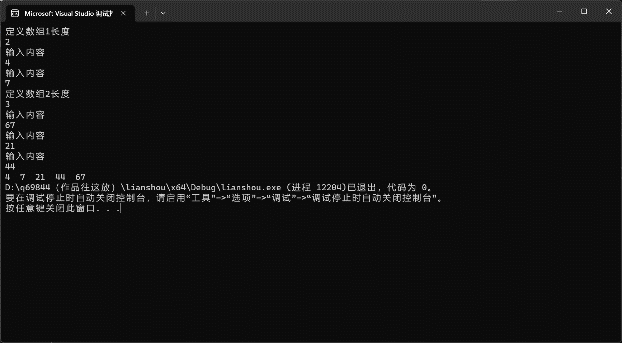 Microsoft Visual Studio 调试控
定义数组1长度
2
输入内容
4
输入内容
7
定义数组2长度
3
输入内容
67
输入内容
21
输入内容
44
4 7 21 44 67
D:\q69844 (作品往这放) \lianshou\x64\Debug\lianshou.exe (进程 12204)已退出，代码为 0。
要在调试停止时自动关闭控制台，请启用“工具”->“选项”->“调试”->“调试停止时自动关闭控制台”。
按任意键关闭此窗口. . .